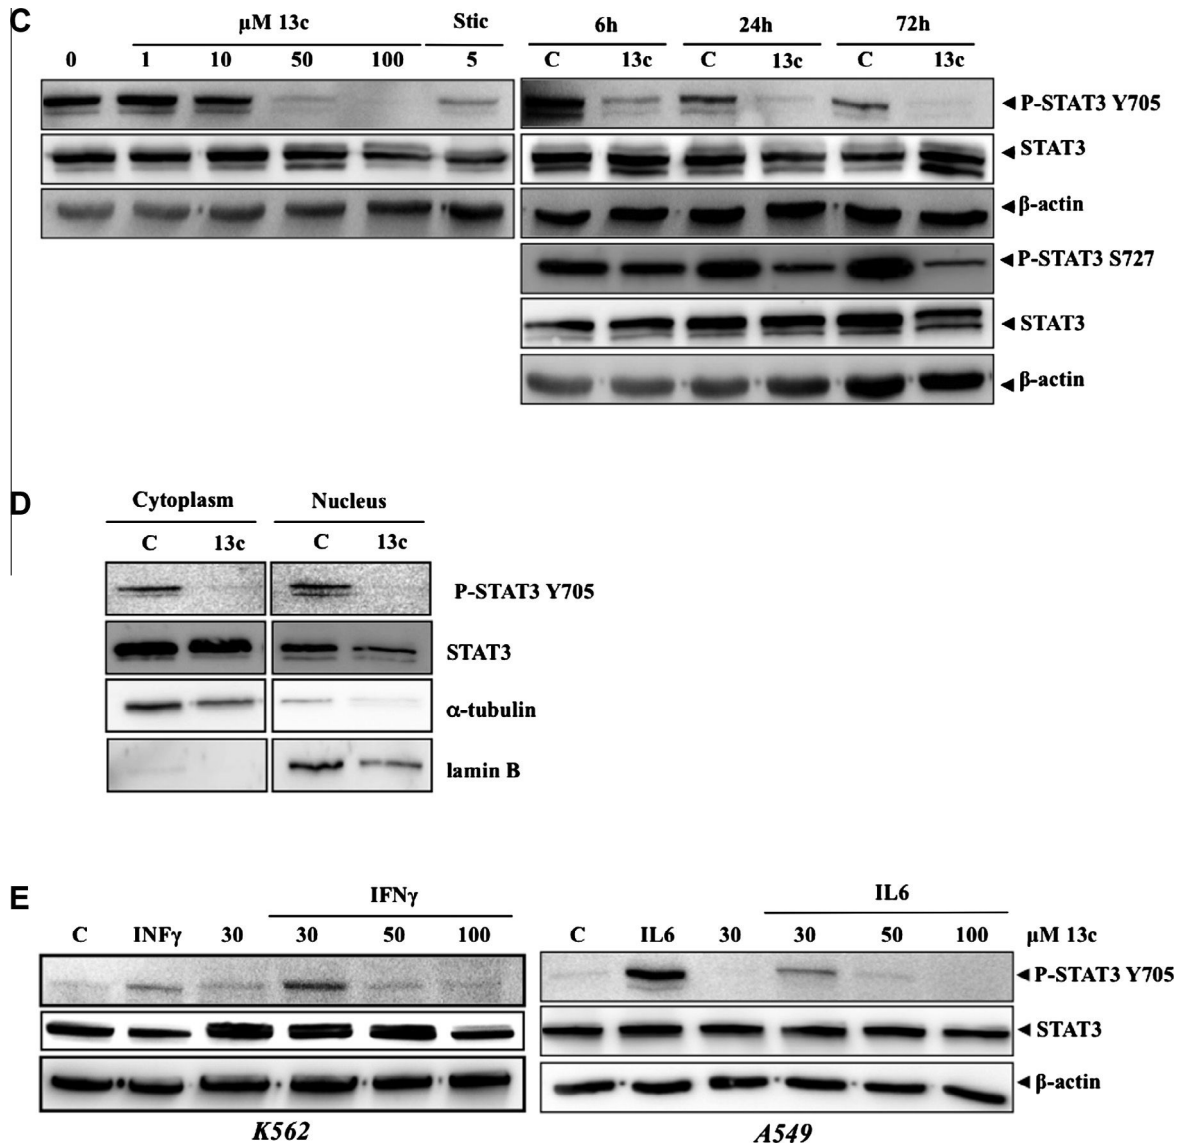 C
µM 13c Stic 6h 24h 72h
0 1 10 50 100 5 C 13c C 13c C 13c
P-STAT3 Y705
STAT3
β-actin
P-STAT3 S727
STAT3
β-actin
D
Cytoplasm Nucleus
C 13c C 13c
P-STAT3 Y705
STAT3
α-tubulin
lamin B
E
IFNγ IL6
C INFγ 30 30 50 100 C IL6 30 30 50 100 µM 13c
P-STAT3 Y705
STAT3
β-actin
K562 A549